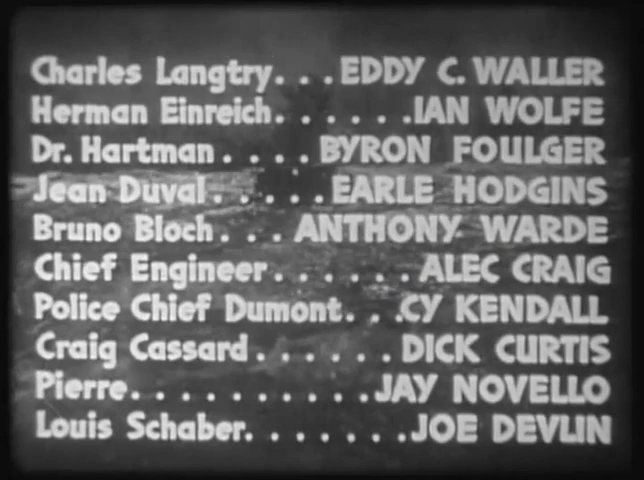 Charles Langtry. . . EDDY C. WALLER
Herman Einreich. . . . . . IAN WOLFE
Dr. Hartman . . . . BYRON FOULGER
Jean Duval . . . . . EARLE HODGINS
Bruno Bloch. . . ANTHONY WARDE
Chief Engineer. . . . . . ALEC CRAIG
Police Chief Dumont. . .CY KENDALL
Craig Cassard . . . . . . DICK CURTIS
Pierre. . . . . . . . . . JAY NOVELLO
Louis Schaber. . . . . . . JOE DEVLIN